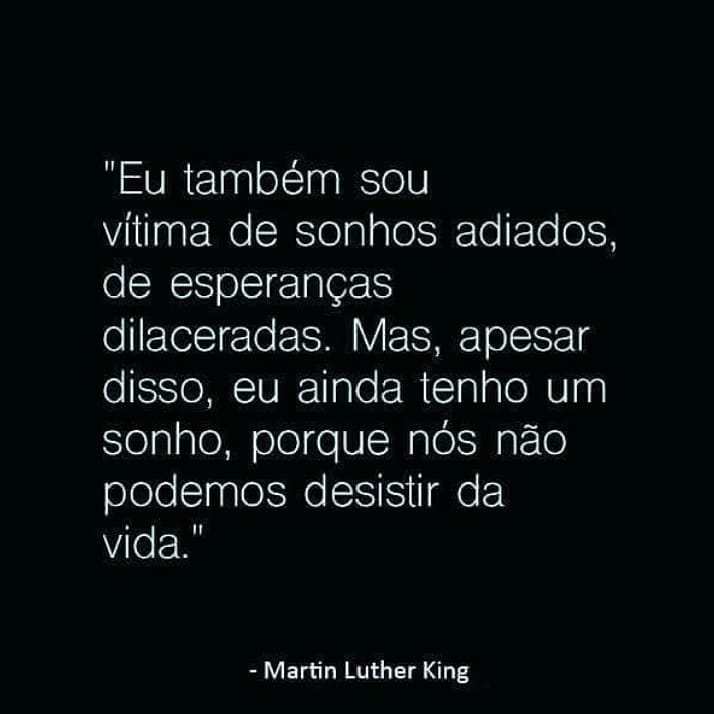 "Eu também sou
vítima de sonhos adiados,
de esperanças
dilaceradas. Mas, apesar
disso, eu ainda tenho um
sonho, porque nós não
podemos desistir da
vida."
- Martin Luther King